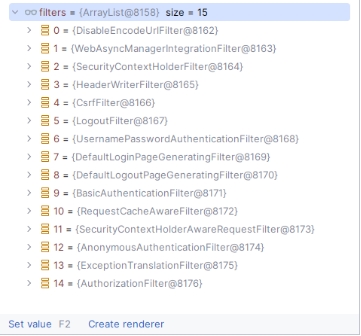 filters = {ArrayList@8158} size = 15
0 = {DisableEncodeUrlFilter@8162}
1 = {WebAsyncManagerIntegrationFilter@8163}
2 = {SecurityContextHolderFilter@8164}
3 = {HeaderWriterFilter@8165}
4 = {CsrfFilter@8166}
5 = {LogoutFilter@8167}
6 = {UsernamePasswordAuthenticationFilter@8168}
7 = {DefaultLoginPageGeneratingFilter@8169}
8 = {DefaultLogoutPageGeneratingFilter@8170}
9 = {BasicAuthenticationFilter@8171}
10 = {RequestCacheAwareFilter@8172}
11 = {SecurityContextHolderAwareRequestFilter@8173}
12 = {AnonymousAuthenticationFilter@8174}
13 = {ExceptionTranslationFilter@8175}
14 = {AuthorizationFilter@8176}
Set value F2 Create renderer